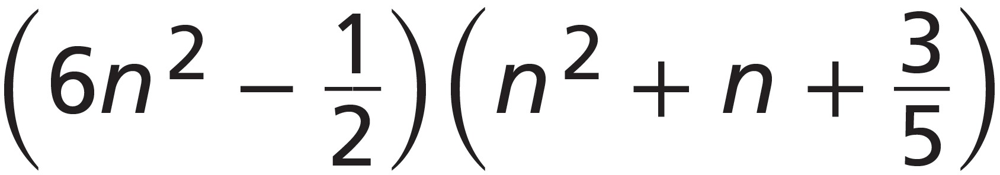 (6n² − 1/2)(n² + n + 3/5)